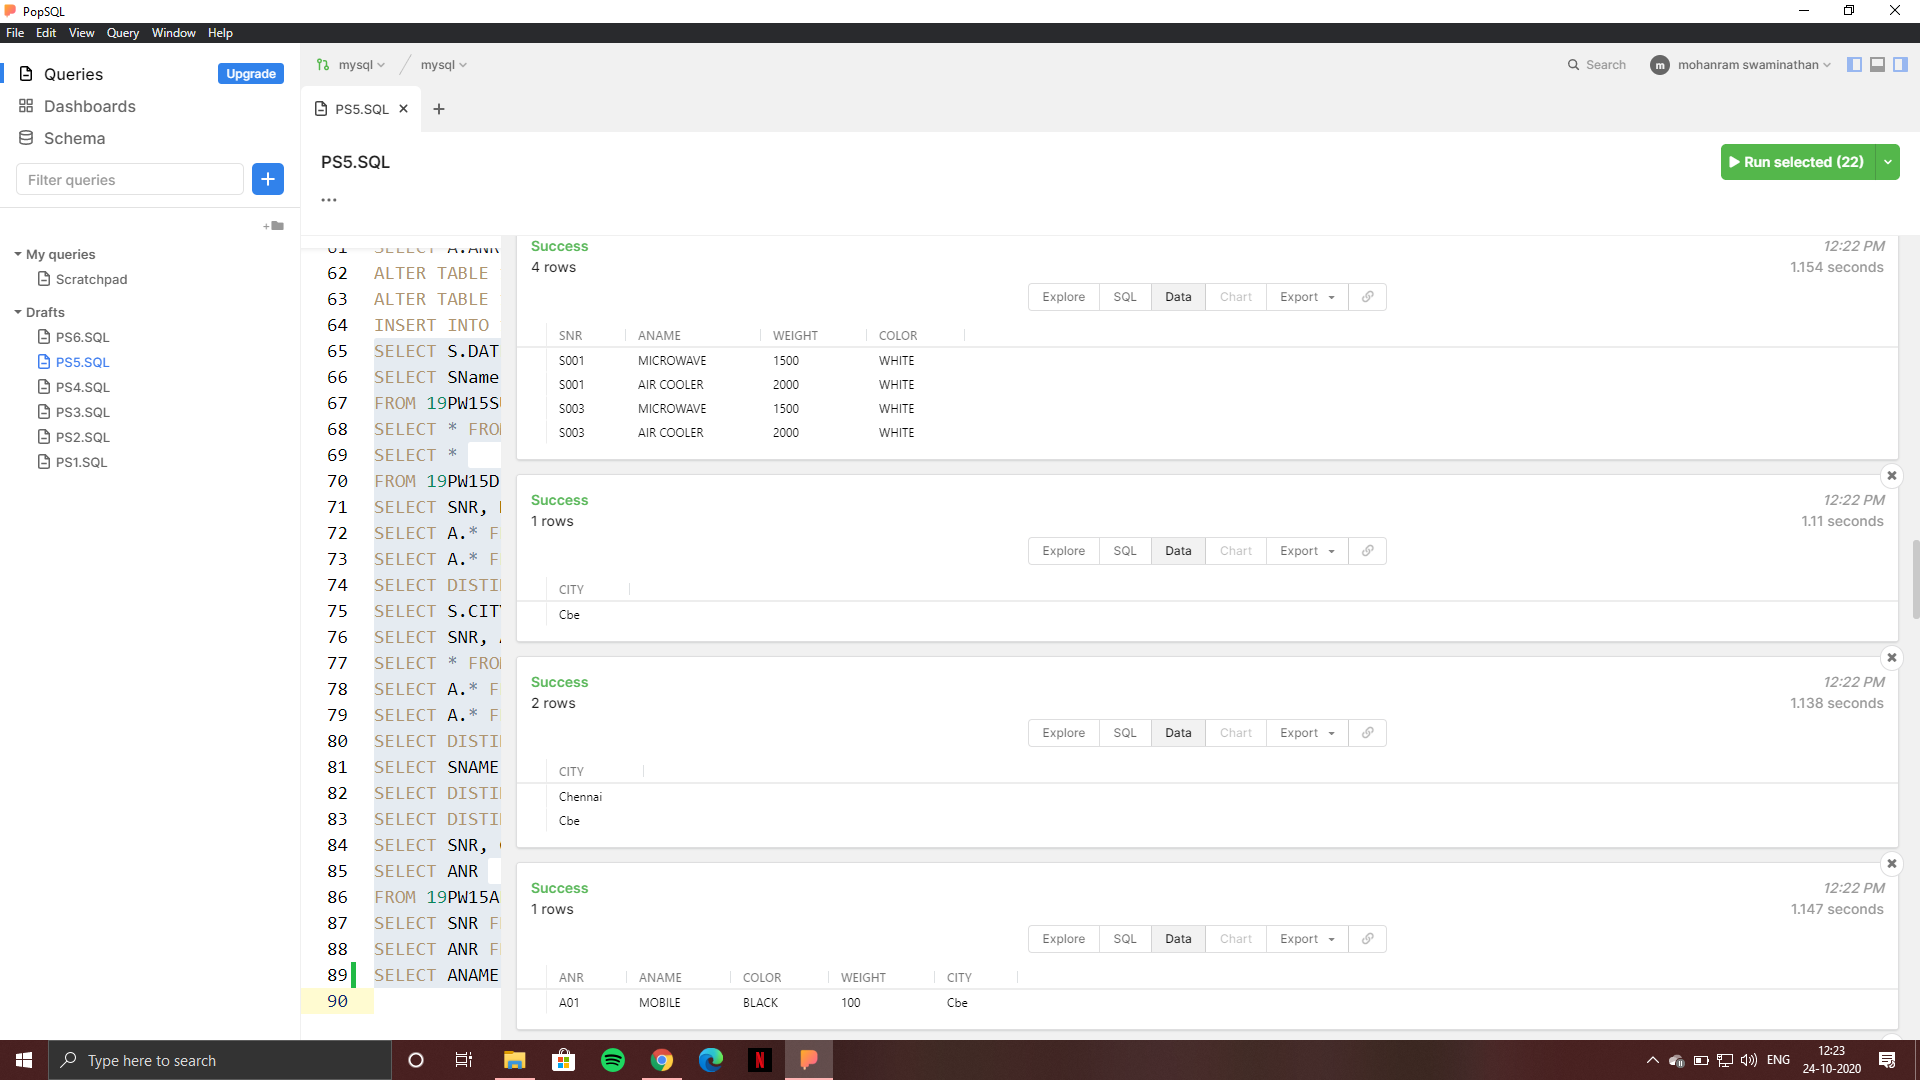 PopSQL
File Edit View Query Window Help
Queries
Upgrade
Dashboards
Schema
Filter queries
My queries
Scratchpad
Drafts
PS6.SQL
PS5.SQL
PS4.SQL
PS3.SQL
PS2.SQL
PS1.SQL
mysql
mysql
Search
m
mohanram swaminathan
PS5.SQL
PS5.SQL
Run selected (22)
...
61 SELECT A.ANR
62 ALTER TABLE
63 ALTER TABLE
64 INSERT INTO
65 SELECT S.DAT
66 SELECT SName
67 FROM 19PW15S
68 SELECT * FRO
69 SELECT *
70 FROM 19PW15D
71 SELECT SNR,
72 SELECT A.* F
73 SELECT A.* F
74 SELECT DISTI
75 SELECT S.CIT
76 SELECT SNR,
77 SELECT * FRO
78 SELECT A.* F
79 SELECT A.* F
80 SELECT DISTI
81 SELECT SNAME
82 SELECT DISTI
83 SELECT DISTI
84 SELECT SNR,
85 SELECT ANR
86 FROM 19PW15A
87 SELECT SNR F
88 SELECT ANR F
89 SELECT ANAME
90
Success 12:22 PM
4 rows 1.154 seconds
Explore SQL Data Chart Export
SNR ANAME WEIGHT COLOR
S001 MICROWAVE 1500 WHITE
S001 AIR COOLER 2000 WHITE
S003 MICROWAVE 1500 WHITE
S003 AIR COOLER 2000 WHITE
Success 12:22 PM
1 rows 1.11 seconds
Explore SQL Data Chart Export
CITY
Cbe
Success 12:22 PM
2 rows 1.138 seconds
Explore SQL Data Chart Export
CITY
Chennai
Cbe
Success 12:22 PM
1 rows 1.147 seconds
Explore SQL Data Chart Export
ANR ANAME COLOR WEIGHT CITY
A01 MOBILE BLACK 100 Cbe
Type here to search
N
ENG
12:23
24-10-2020